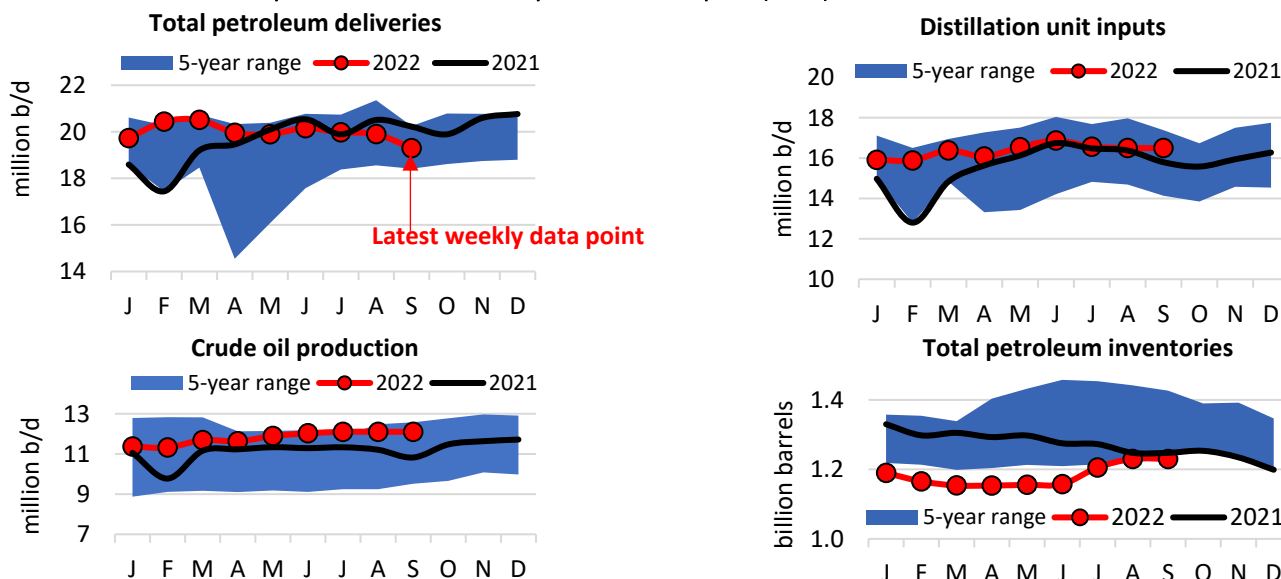 Total petroleum deliveries
5-year range 2022 2021
million b/d
22
20
18
16
14
Latest weekly data point
J F M A M J J A S O N D
Distillation unit inputs
5-year range 2022 2021
million b/d
20
18
16
14
12
10
J F M A M J J A S O N D
Crude oil production
5-year range 2022 2021
million b/d
13
11
9
7
J F M A M J J A S O N D
Total petroleum inventories
billion barrels
1.4
1.2
1.0
5-year range 2022 2021
J F M A M J J A S O N D